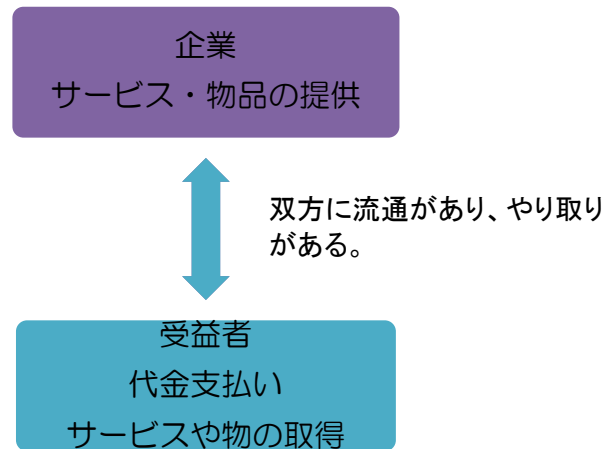 企業
サービス・物品の提供
双方に流通があり、やり取り
がある。
受益者
代金支払い
サービスや物の取得